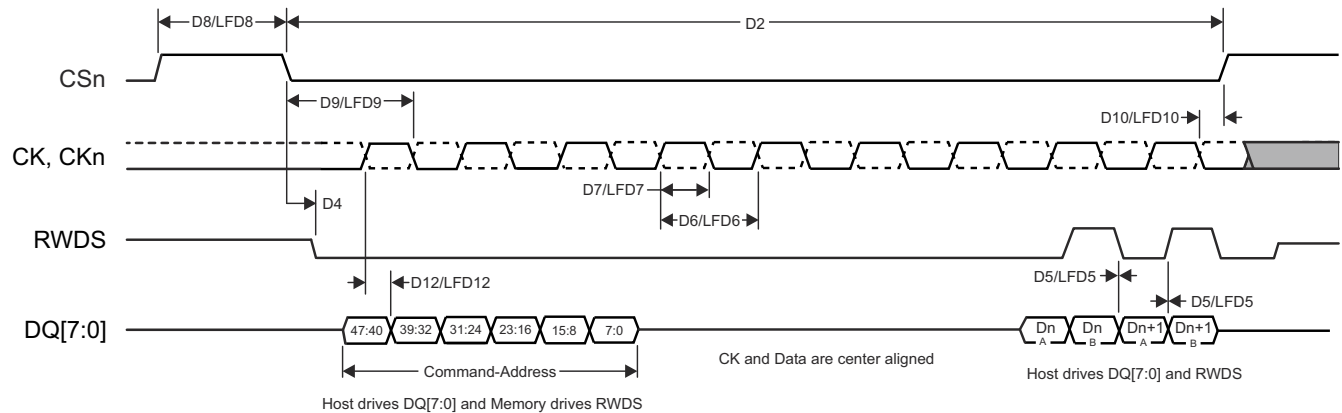 D8/LFD8
D2
CSn
D9/LFD9
D10/LFD10
CK, CKn
D7/LFD7
D4
D6/LFD6
RWDS
D12/LFD12
D5/LFD5
D5/LFD5
DQ[7:0]
47:40 39:32 31:24 23:16 15:8 7:0
Dn A Dn B Dn+1 A Dn+1 B
CK and Data are center aligned
Command-Address
Host drives DQ[7:0] and RWDS
Host drives DQ[7:0] and Memory drives RWDS